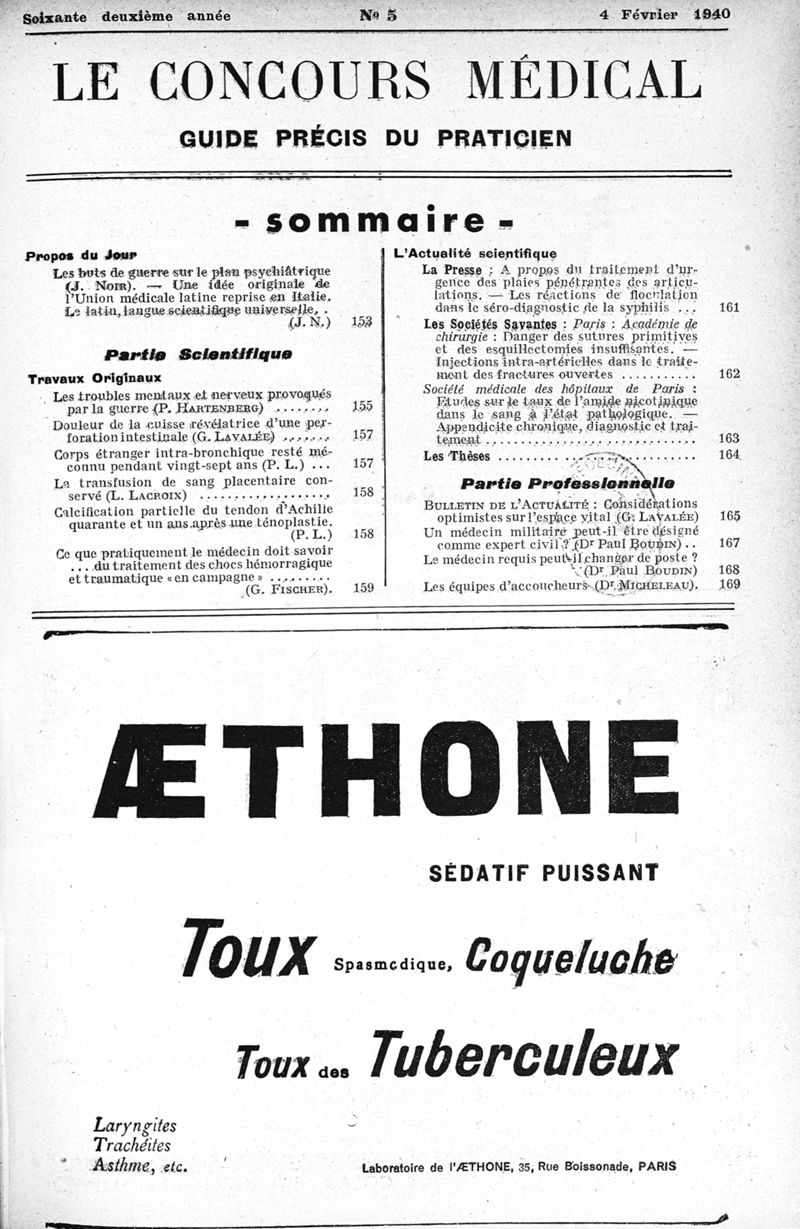 Soixante deuxième année No 5 4 Février 1940
LE CONCOURS MÉDICAL
GUIDE PRÉCIS DU PRATICIEN
- sommaire -
Propos du Jour
Les buts de guerre sur le plan psychiâtrique
(J. NOIR). — Une idée originale de
l'Union médicale latine reprise en Italie.
Le latin, langue scientifique universelle. .
(J. N.) 153
Partie Scientifique
Travaux Originaux
Les troubles mentaux et nerveux provoqués
par la guerre (P. HARTENBERG) ........ 155
Douleur de la cuisse révélatrice d'une per-
foration intestinale (G. LAVALÉE) ....... 157
Corps étranger intra-bronchique resté mé-
connu pendant vingt-sept ans (P. L.) ... 157
La transfusion de sang placentaire con-
servé (L. LACROIX) .................. 158
Calcification partielle du tendon d'Achille
quarante et un ans après une ténoplastie.
(P. L.) 158
Ce que pratiquement le médecin doit savoir
... du traitement des chocs hémorragique
et traumatique « en campagne » .........
(G. FISCHER). 159
L'Actualité scientifique
La Presse : A propos du traitement d'ur-
gence des plaies pénétrantes des articu-
lations. — Les réactions de floculation
dans le séro-diagnostic de la syphilis ... 161
Les Sociétés Savantes : Paris : Académie de
chirurgie : Danger des sutures primitives
et des esquillectomies insuffisantes. —
Injections intra-artérielles dans le traite-
ment des fractures ouvertes ........... 162
Société médicale des hôpitaux de Paris :
Etudes sur le taux de l'amide nicotinique
dans le sang à l'état pathologique. —
Appendicite chronique, diagnostic et trai-
tement .............................. 163
Les Thèses.............................. 164
Partie Professionnelle
BULLETIN DE L'ACTUALITÉ : Considérations
optimistes sur l'espace vital (G. LAVALÉE) 165
Un médecin militaire peut-il être désigné
comme expert civil ? (Dr Paul BOUDIN) .. 167
Le médecin requis peut-il changer de poste ?
(Dr Paul BOUDIN) 168
Les équipes d'accoucheurs (Dr MICHELEAU). 169
ÆTHONE
SÉDATIF PUISSANT
Toux Spasmodique, Coqueluche
Toux des Tuberculeux
Laryngites
Trachéites
Asthme, etc.
Laboratoire de l'ÆTHONE, 35, Rue Boissonade, PARIS